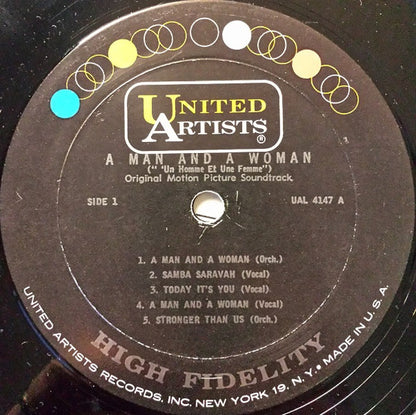 UNITED
ARTISTS
®
A MAN AND A WOMAN
(" 'Un Homme Et Une Femme")
Original Motion Picture Soundtrack
SIDE 1
UAL 4147 A
1. A MAN AND A WOMAN (Orch.)
2. SAMBA SARAVAH (Vocal)
3. TODAY IT'S YOU (Vocal)
4. A MAN AND A WOMAN (Vocal)
5. STRONGER THAN US (Orch.)
HIGH FIDELITY
UNITED ARTISTS RECORDS, INC. NEW YORK 19, N.Y. • MADE IN U.S.A.